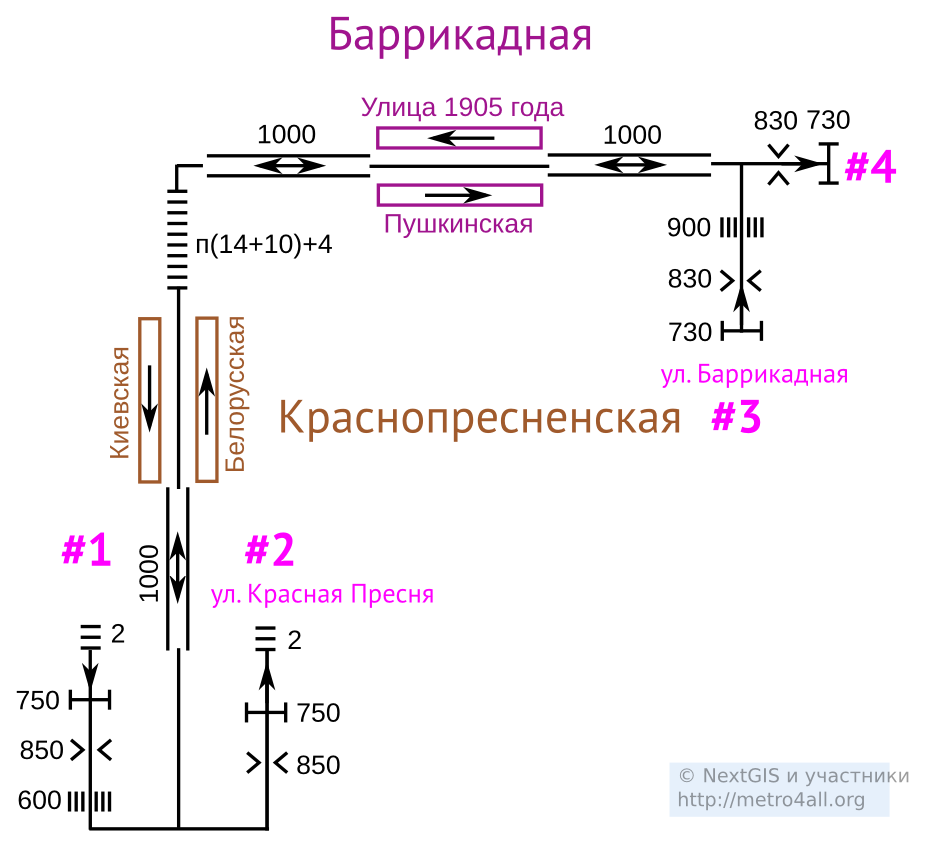 Баррикадная
Улица 1905 года
1000
1000
830 730
#4
Пушкинская
900
п(14+10)+4
830
730
ул. Баррикадная
Киевская
Белорусская
Краснопресненская #3
#1
#2
1000
ул. Красная Пресня
2
2
750
750
850
850
600
© NextGIS и участники
http://metro4all.org